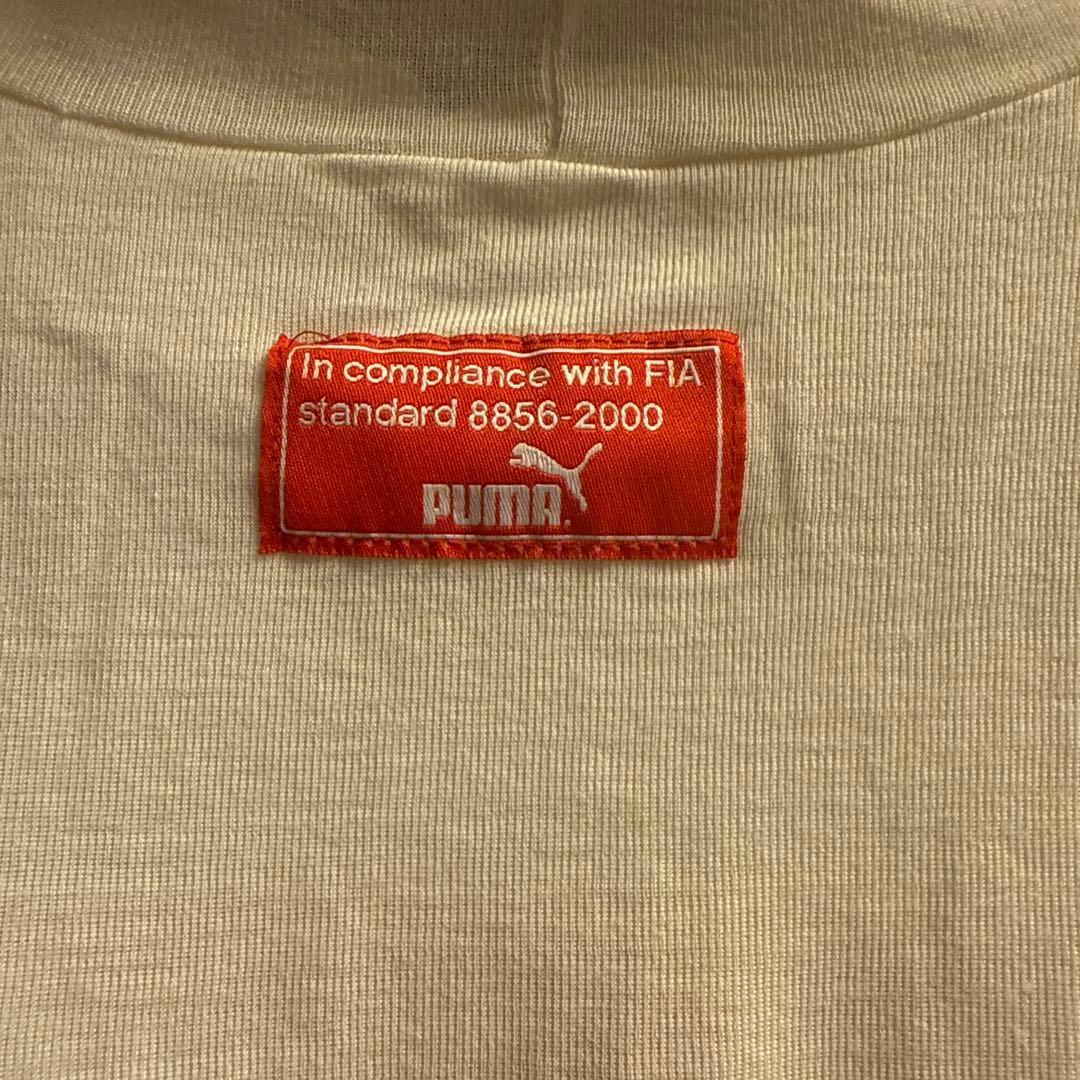 In compliance with FIA
standard 8856-2000
PUMA